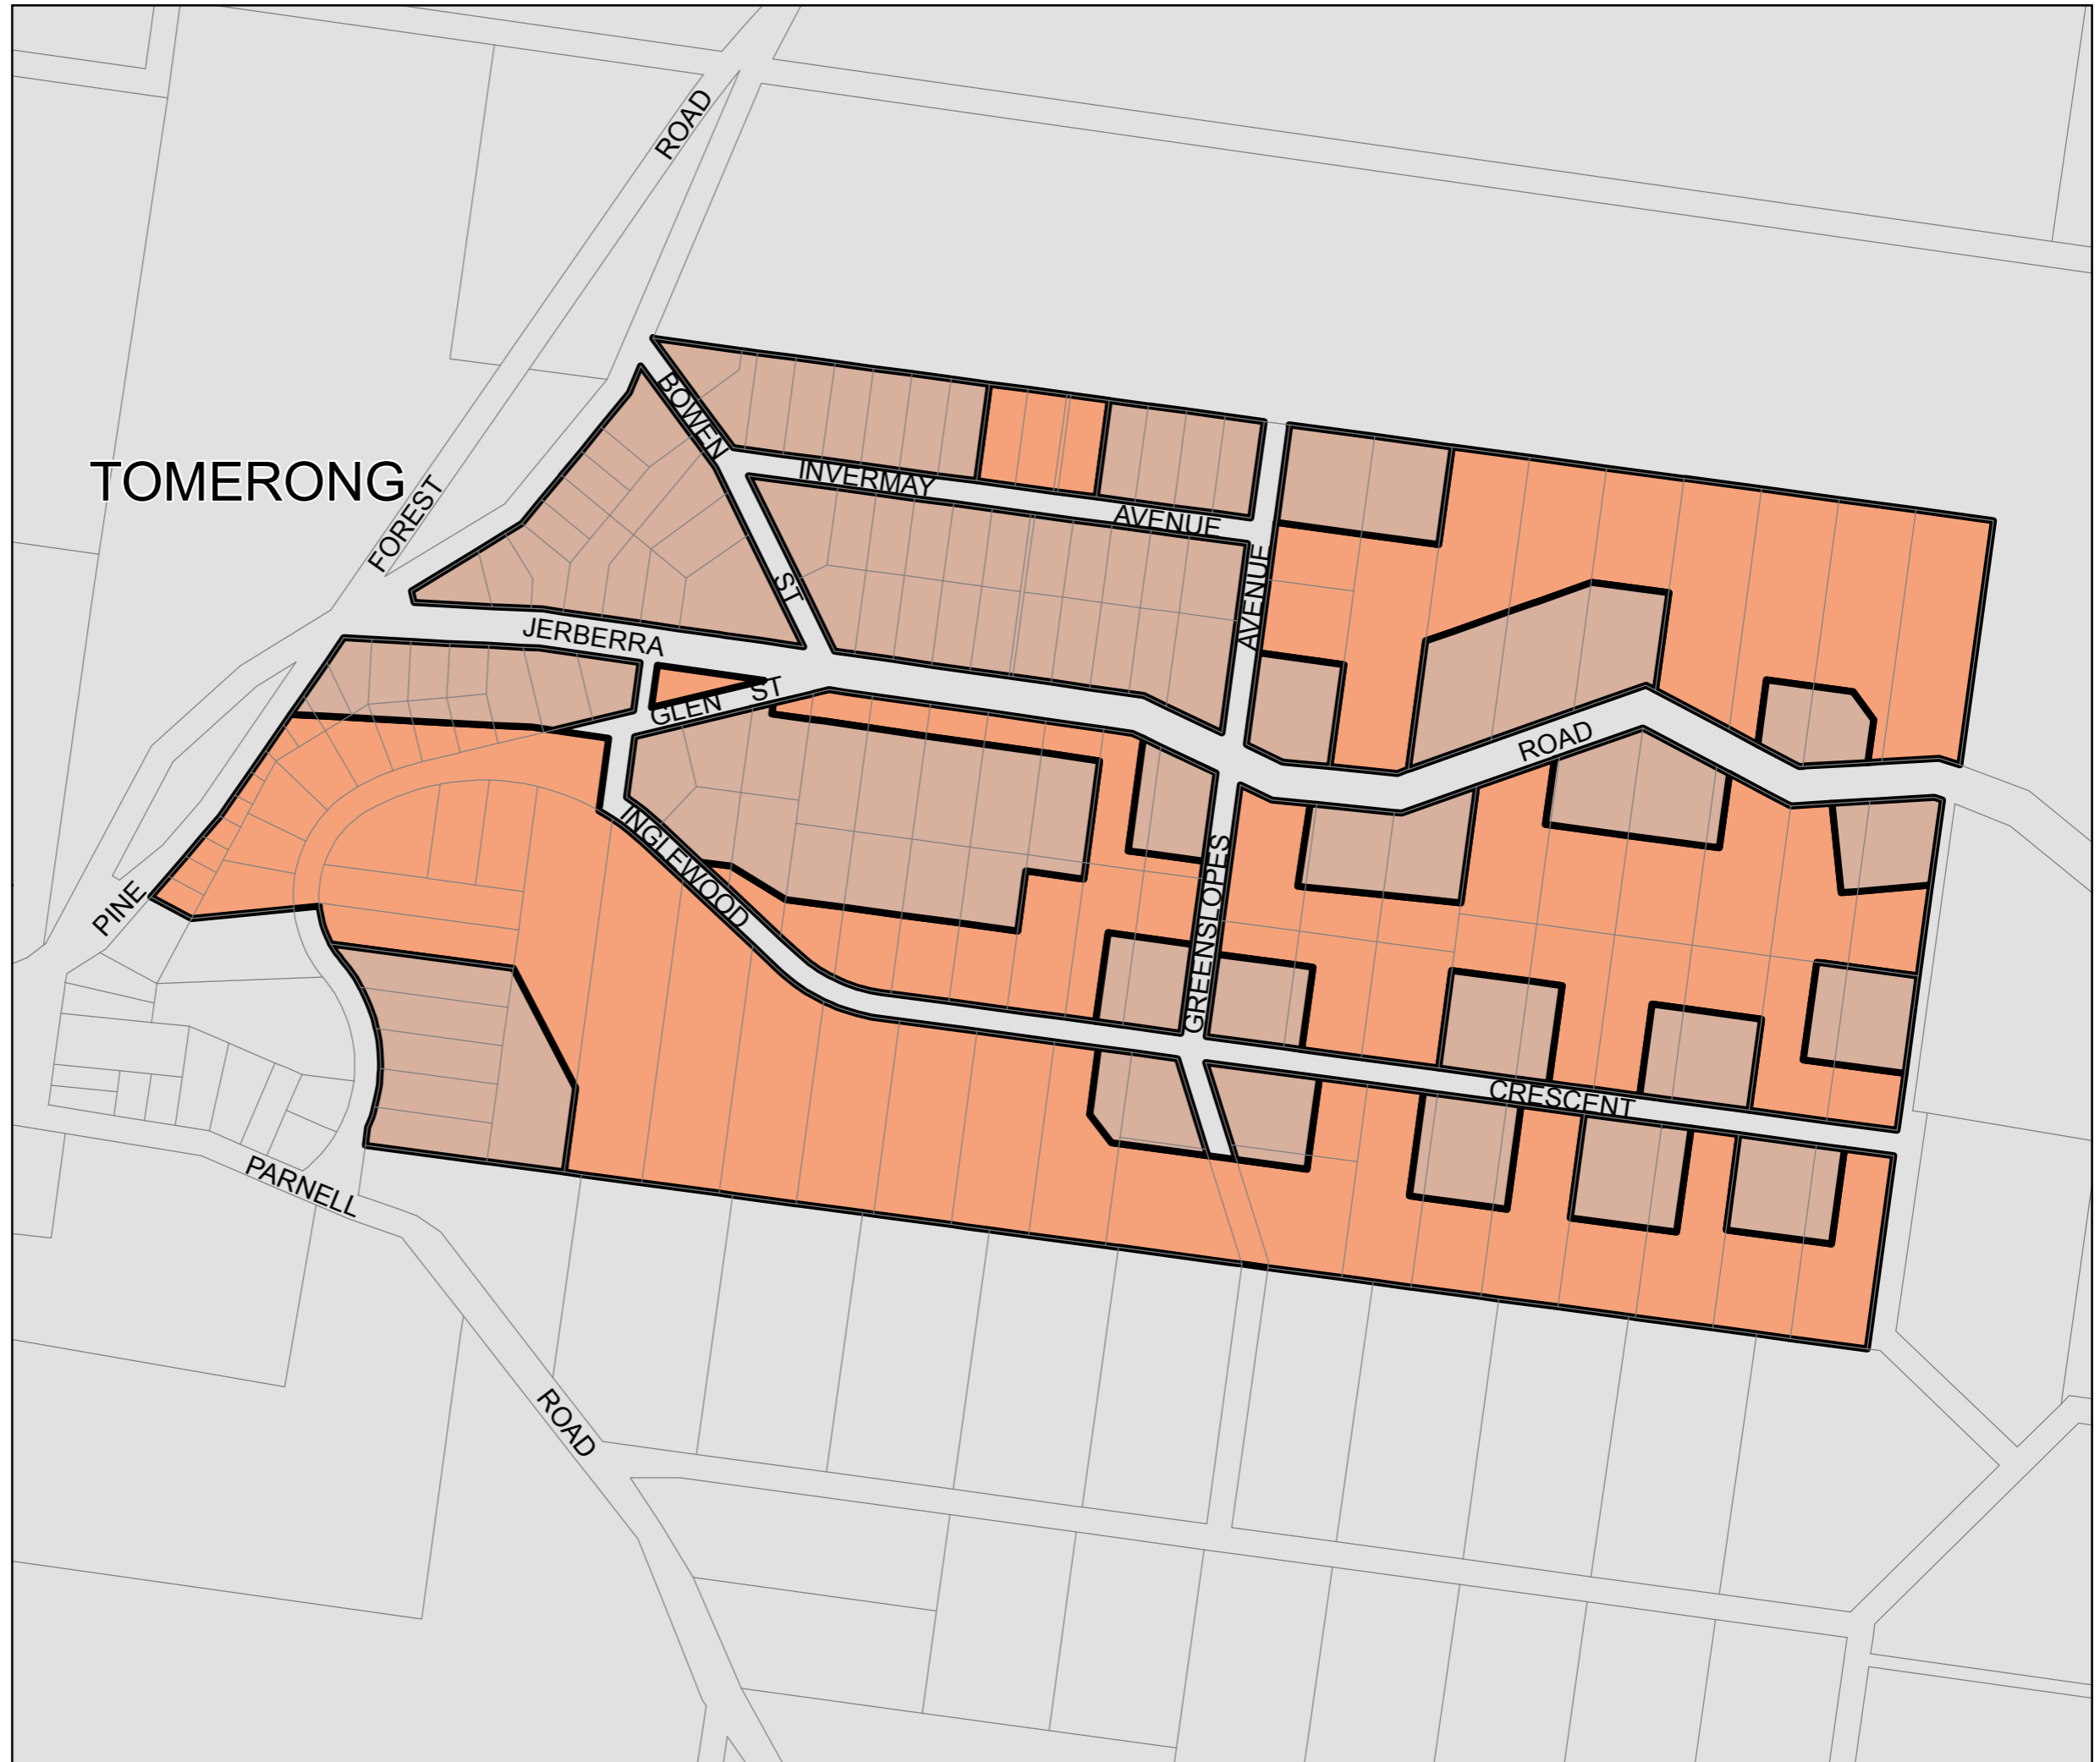 ROAD
BOWEN
TOMERONG
INVERMAY
FOREST
AVENUE
AVENUE
ST
JERBERRA
ST
GLEN
ROAD
INGLEWOOD
PINE
GREENSLOPES
CRESCENT
PARNELL
ROAD